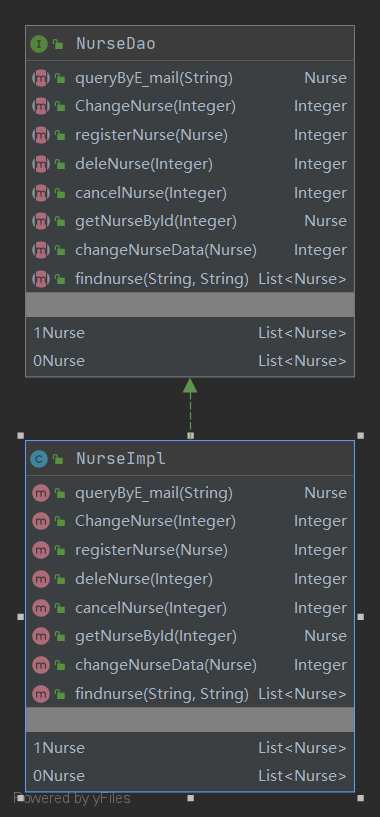 NurseDao
queryByE_mail(String) Nurse
ChangeNurse(Integer) Integer
registerNurse(Nurse) Integer
deleNurse(Integer) Integer
cancelNurse(Integer) Integer
getNurseById(Integer) Nurse
changeNurseData(Nurse) Integer
findnurse(String, String) List<Nurse>
1Nurse List<Nurse>
0Nurse List<Nurse>
NurseImpl
queryByE_mail(String) Nurse
ChangeNurse(Integer) Integer
registerNurse(Nurse) Integer
deleNurse(Integer) Integer
cancelNurse(Integer) Integer
getNurseById(Integer) Nurse
changeNurseData(Nurse) Integer
findnurse(String, String) List<Nurse>
1Nurse List<Nurse>
0Nurse List<Nurse>
Powered by yFiles